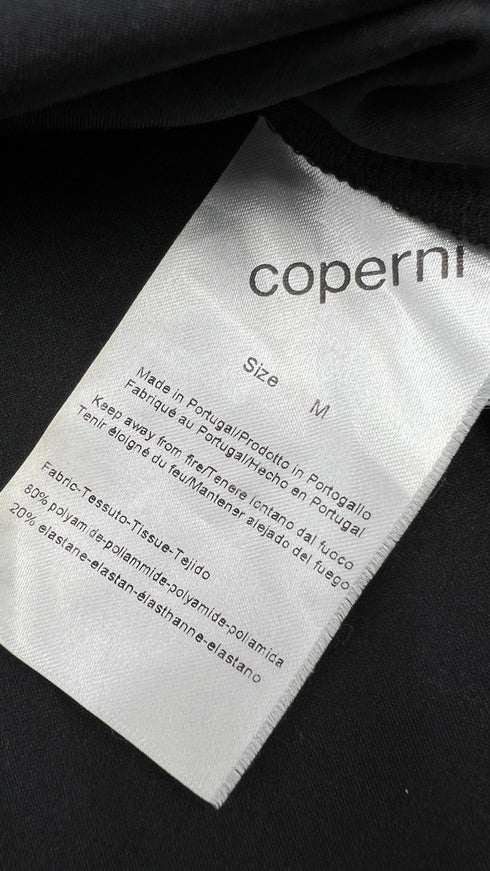 coperni
Size M
Made in Portugal/Prodotto in Portogallo
Fabriqué au Portugal/Hecho en Portugal
Keep away from fire/Tenere lontano dal fuoco
Tenir éloigné du feu/Mantener alejado del fuego
Fabric-Tessuto-Tissue-Tejido
80% polyamide-poliammide-polyamide-poliamica
20% elastane-elastan-élasthanne-elastano